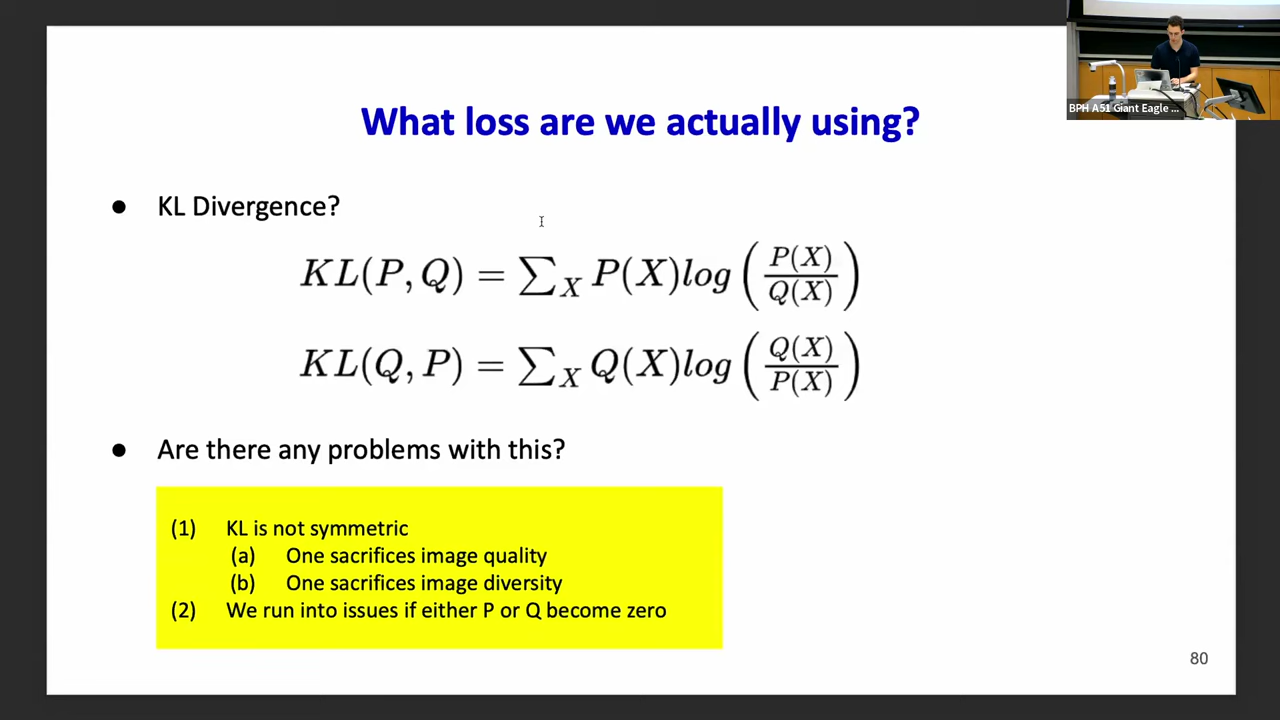 BPH A51 Giant Eagle ...
What loss are we actually using?
● KL Divergence?
KL(P, Q) = ∑_X P(X)log(P(X)/Q(X))
KL(Q, P) = ∑_X Q(X)log(Q(X)/P(X))
● Are there any problems with this?
(1) KL is not symmetric
(a) One sacrifices image quality
(b) One sacrifices image diversity
(2) We run into issues if either P or Q become zero
80